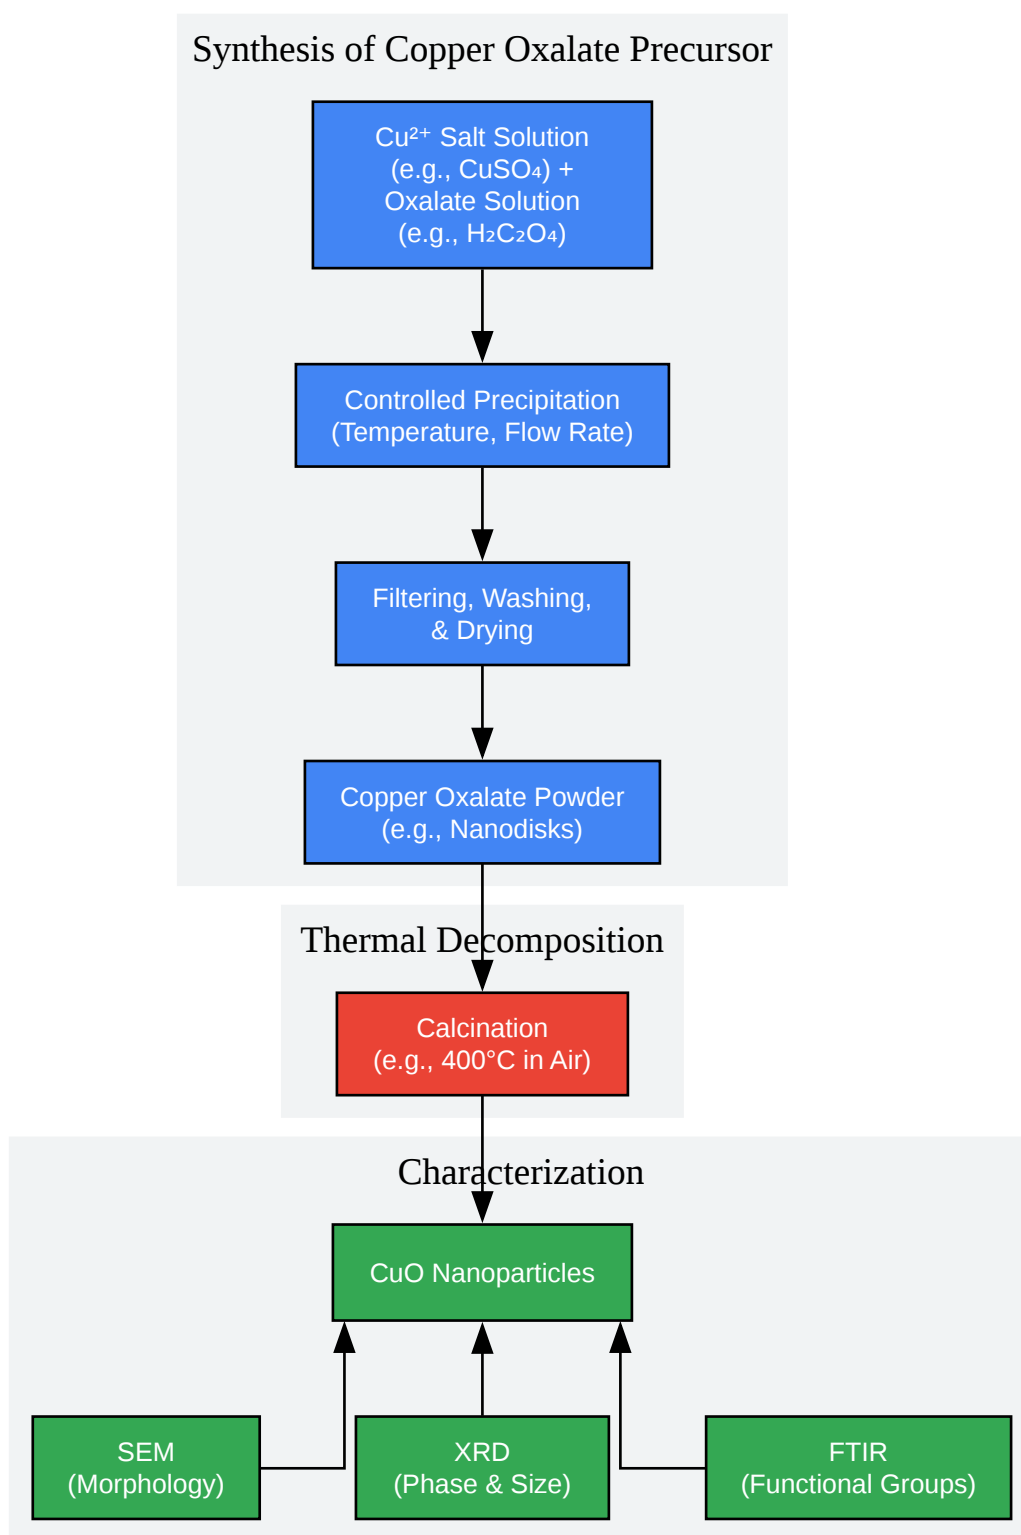 Synthesis of Copper Oxalate Precursor
Cu²⁺ Salt Solution
(e.g., CuSO₄) +
Oxalate Solution
(e.g., H₂C₂O₄)
Controlled Precipitation
(Temperature, Flow Rate)
Filtering, Washing,
& Drying
Copper Oxalate Powder
(e.g., Nanodisks)
Thermal Decomposition
Calcination
(e.g., 400°C in Air)
Characterization
CuO Nanoparticles
SEM
(Morphology)
XRD
(Phase & Size)
FTIR
(Functional Groups)